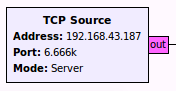 TCP Source
Address: 192.168.43.187
Port: 6.666k
Mode: Server
out